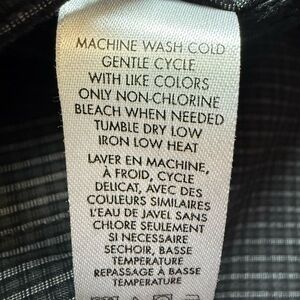 MACHINE WASH COLD
GENTLE CYCLE
WITH LIKE COLORS
ONLY NON-CHLORINE
BLEACH WHEN NEEDED
TUMBLE DRY LOW
IRON LOW HEAT
LAVER EN MACHINE,
À FROID, CYCLE
DELICAT, AVEC DES
COULEURS SIMILAIRES
L'EAU DE JAVEL SANS
CHLORE SEULEMENT
SI NECESSAIRE
SECHOIR, BASSE
TEMPERATURE
REPASSAGE À BASSE
TEMPERATURE